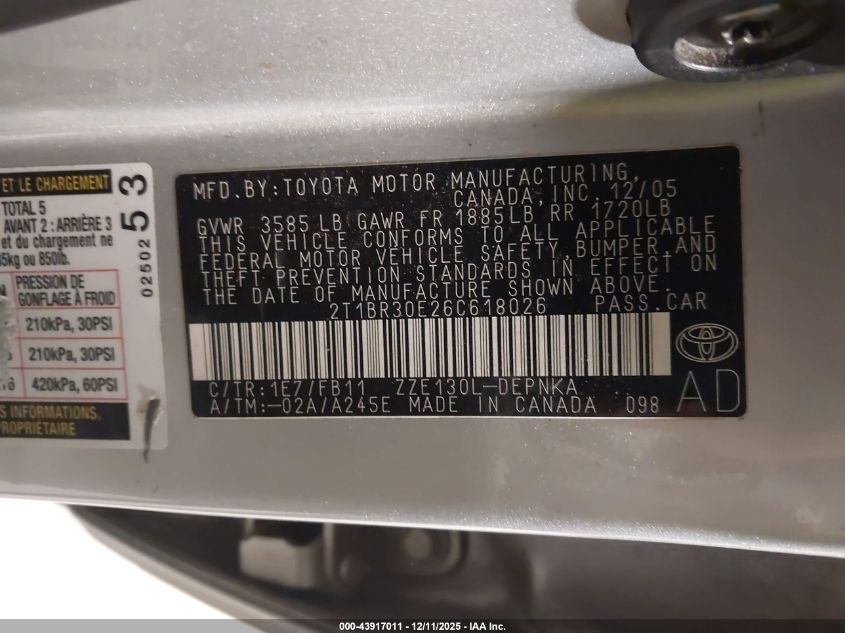 ET LE CHARGEMENT
TOTAL 5
AVANT 2 : ARRIÈRE 3
et du chargement ne
kg ou 850lb.
PRESSION DE
GONFLAGE À FROID
210kPa, 30PSI
210kPa, 30PSI
420kPa, 60PSI
INFORMATIONS,
PROPRIÉTAIRE
02502
53
MFD.BY:TOYOTA MOTOR MANUFACTURING,
CANADA,INC. 12/05
GVWR 3585 LB GAWR FR 1885LB RR 1720LB
THIS VEHICLE CONFORMS TO ALL APPLICABLE
FEDERAL MOTOR VEHICLE SAFETY,BUMPER,AND
THEFT PREVENTION STANDARDS IN EFFECT ON
THE DATE OF MANUFACTURE SHOWN ABOVE.
2T1BR30E26C618026 PASS.CAR
C/TR:1E7/FB11 ZZE130L-DEPNKA
A/TM:-02A/A245E MADE IN CANADA 098
AD
000-43917011 - 12/11/2025 - IAA Inc.